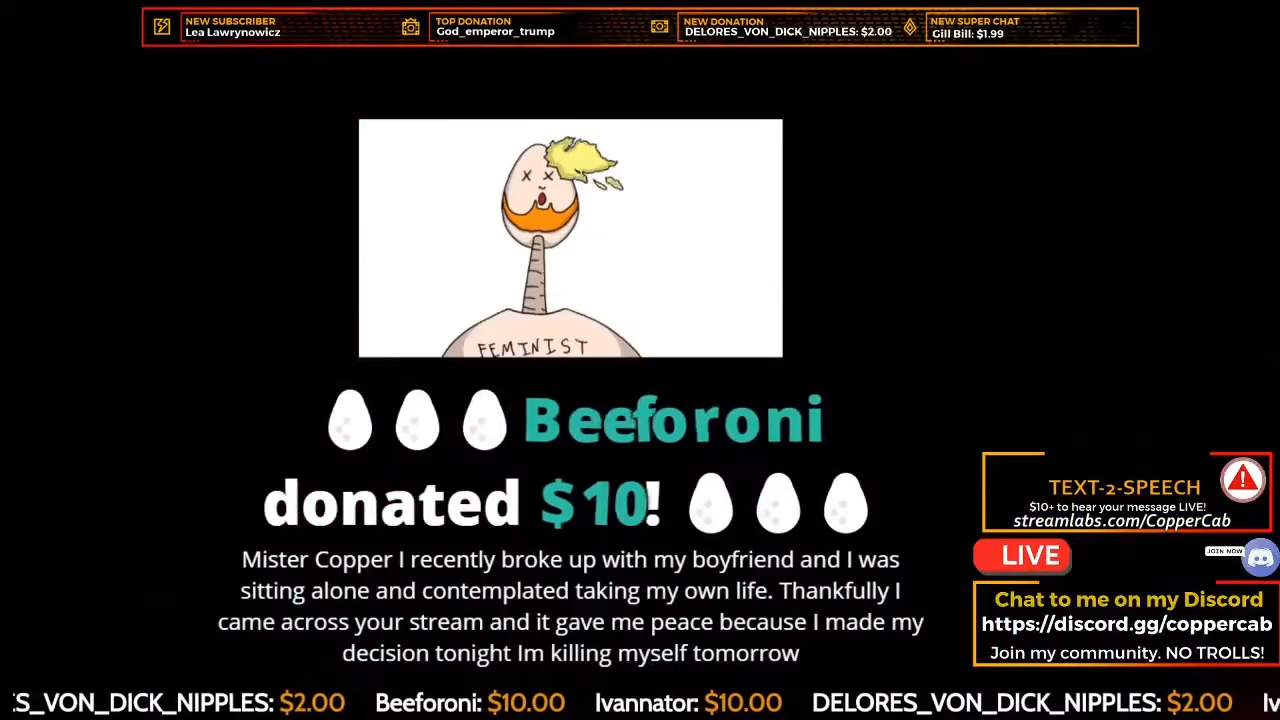 NEW SUBSCRIBER
Lea Lawrynowicz
TOP DONATION
God_emperor_trump
NEW DONATION
DELORES_VON_DICK_NIPPLES: $2.00
NEW SUPER CHAT
Gill Bill: $1.99
FEMINIST
Beeforoni
donated $10!
Mister Copper I recently broke up with my boyfriend and I was
sitting alone and contemplated taking my own life. Thankfully I
came across your stream and it gave me peace because I made my
decision tonight Im killing myself tomorrow
TEXT-2-SPEECH
$10+ to hear your message LIVE!
streamlabs.com/CopperCab
LIVE
JOIN NOW
Chat to me on my Discord
https://discord.gg/coppercab
Join my community. NO TROLLS!
S_VON_DICK_NIPPLES: $2.00 Beeforoni: $10.00 Ivannator: $10.00 DELORES_VON_DICK_NIPPLES: $2.00 Iv